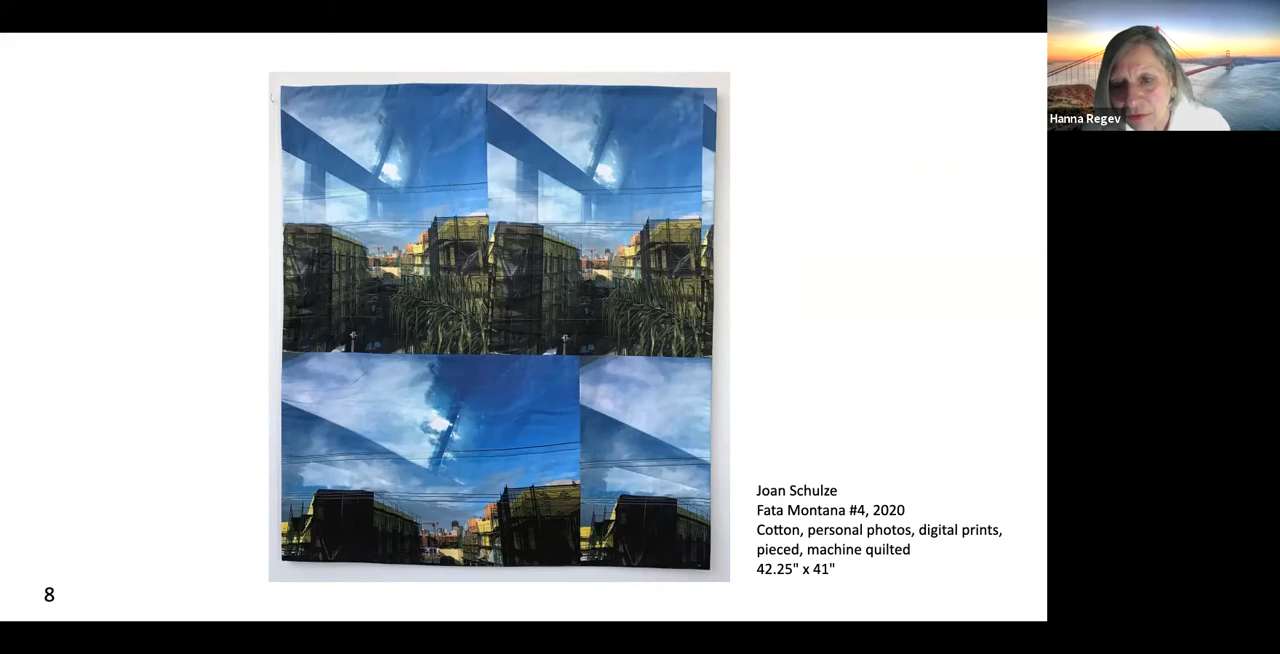 Hanna Regev
Joan Schulze
Fata Montana #4, 2020
Cotton, personal photos, digital prints,
pieced, machine quilted
42.25" x 41"
8